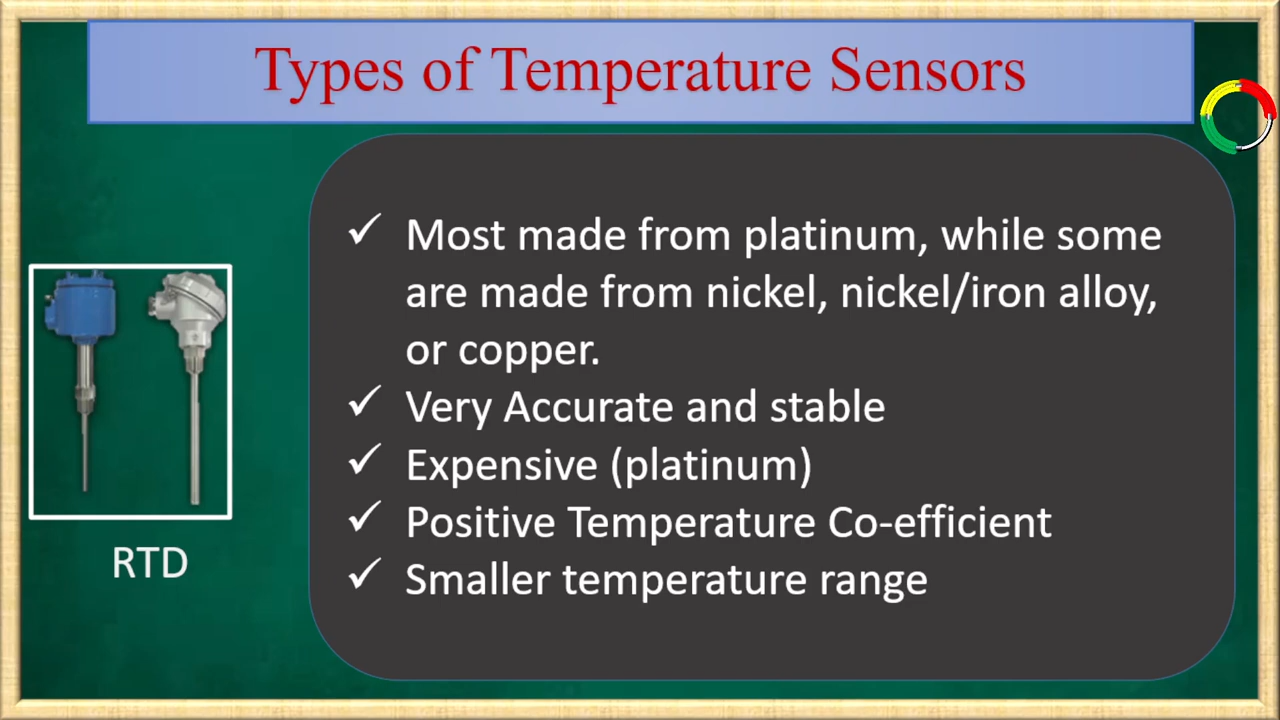 Types of Temperature Sensors
✓ Most made from platinum, while some
are made from nickel, nickel/iron alloy,
or copper.
✓ Very Accurate and stable
✓ Expensive (platinum)
✓ Positive Temperature Co-efficient
✓ Smaller temperature range
RTD